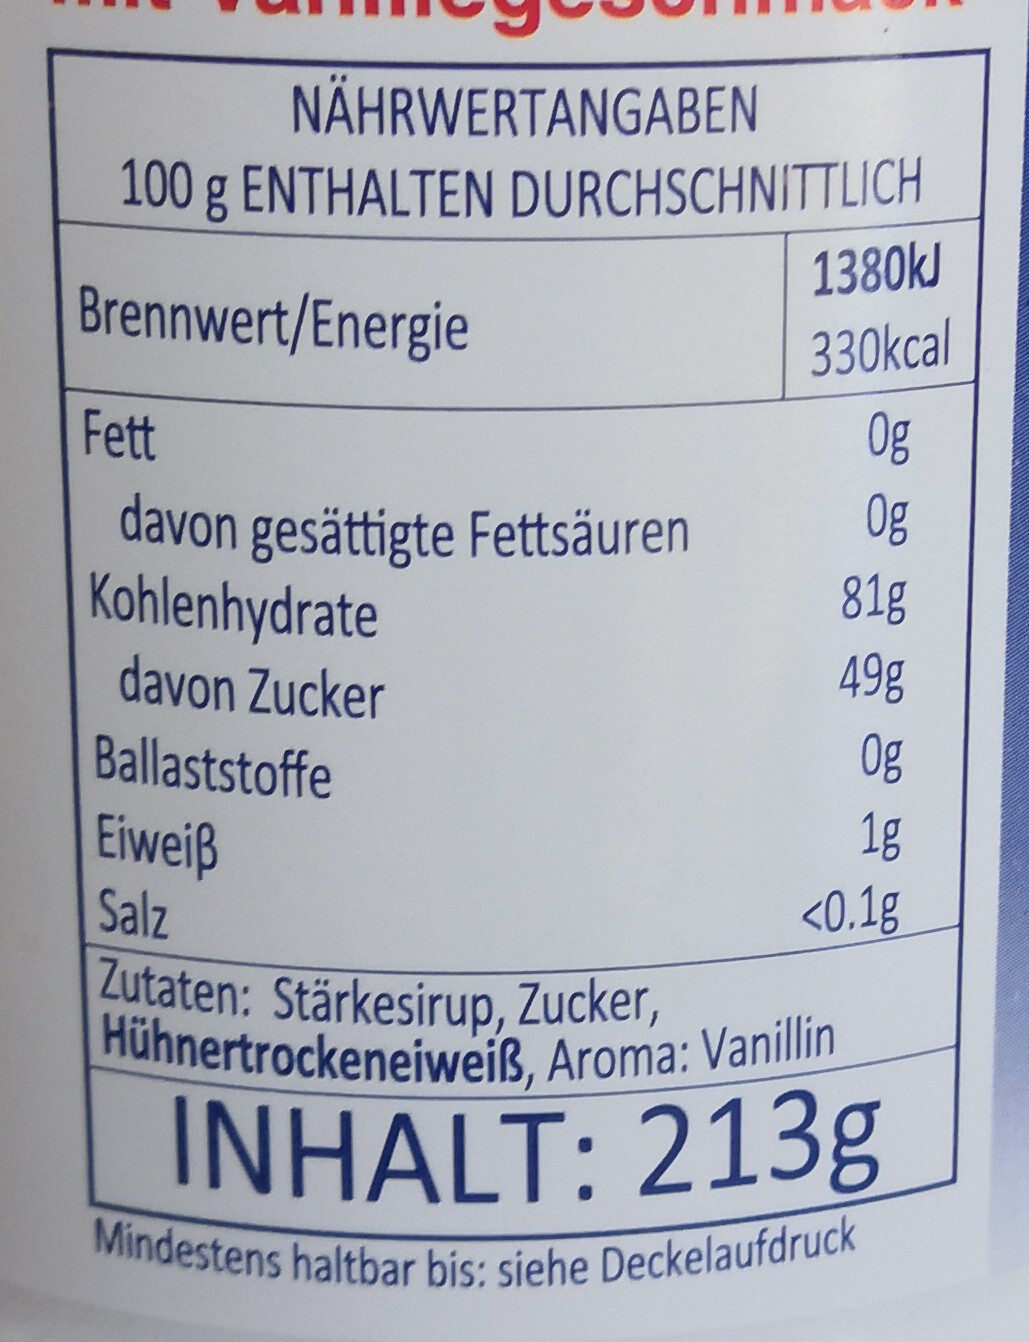 mit Vanillegeschmack
NÄHRWERTANGABEN
100 g ENTHALTEN DURCHSCHNITTLICH
Brennwert/Energie 1380kJ
330kcal
Fett 0g
davon gesättigte Fettsäuren 0g
Kohlenhydrate 81g
davon Zucker 49g
Ballaststoffe 0g
Eiweiß 1g
Salz <0.1g
Zutaten: Stärkesirup, Zucker,
Hühnertrockeneiweiß, Aroma: Vanillin
INHALT: 213g
Mindestens haltbar bis: siehe Deckelaufdruck